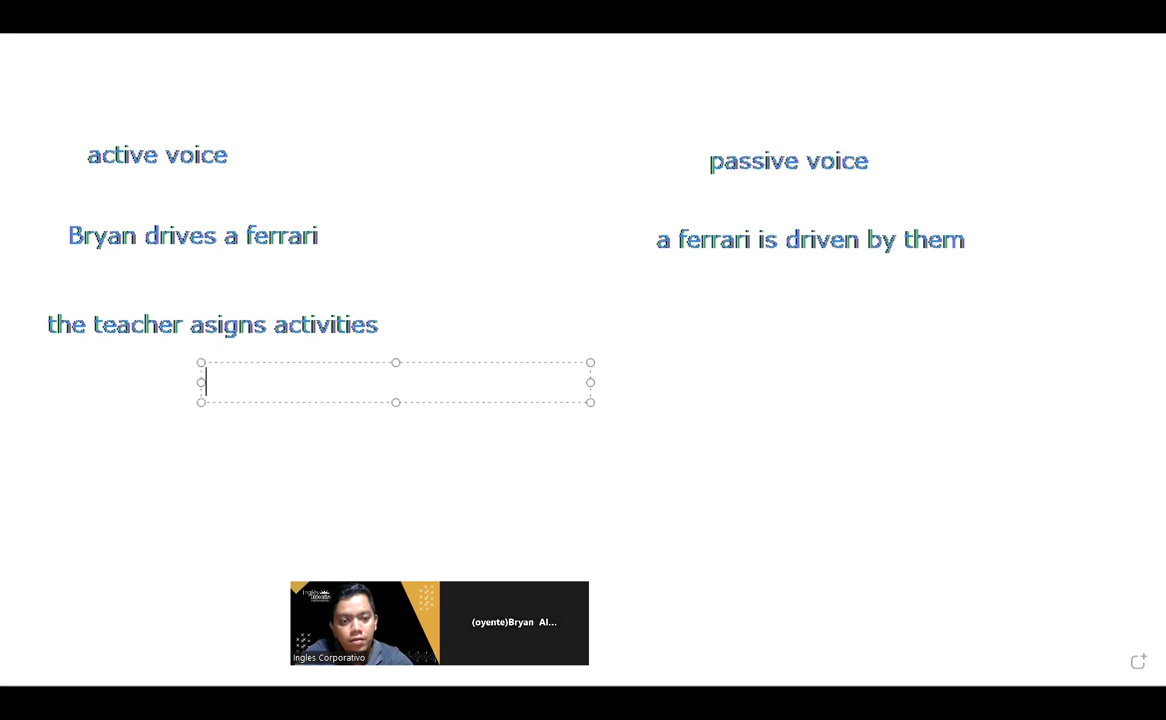 active voice
passive voice
Bryan drives a ferrari
a ferrari is driven by them
the teacher asigns activities
Ingles Corporativo
(oyente)Bryan Al...